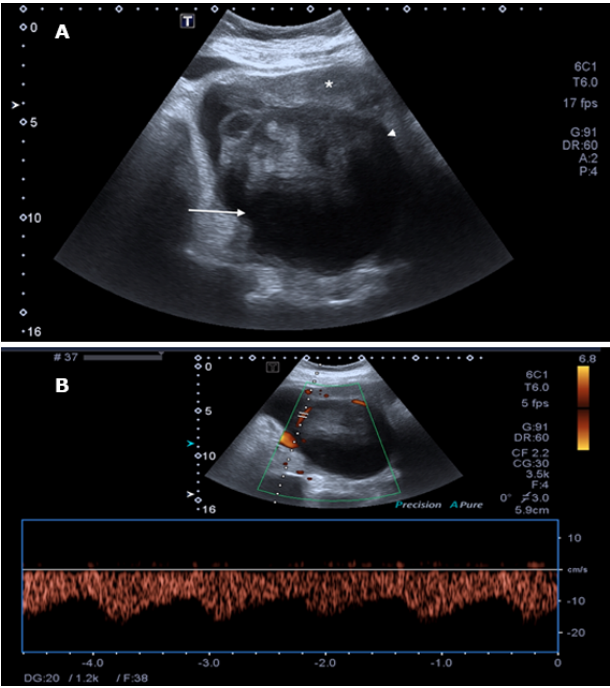 A
T
0
5
10
16
6C1
T6.0
17 fps
G:91
DR:60
A:2
P:4
# 37
B
0
5
10
16
6.8
6C1
T6.0
5 fps
G:91
DR:60
CF 2.2
CG:30
3.5k
F:4
0° 3.0
5.9cm
Precision A Pure
10
cm/s
-10
-20
-4.0 -3.0 -2.0 -1.0 0
DG:20 / 1.2k / F:38